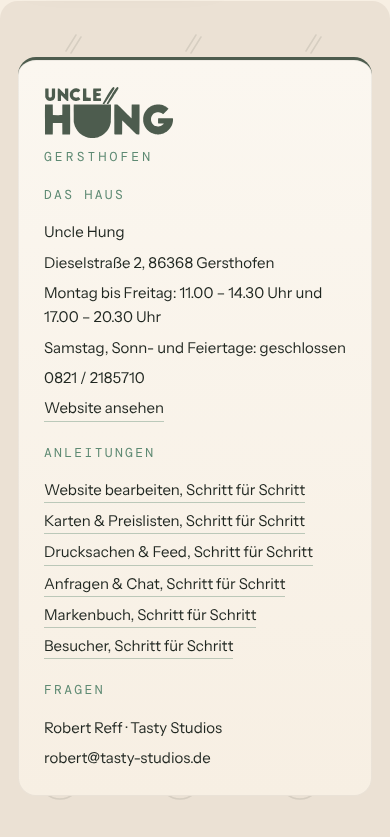 UNCLE
HUNG
GERSTHOFEN
DAS HAUS
Uncle Hung
Dieselstraße 2, 86368 Gersthofen
Montag bis Freitag: 11.00 – 14.30 Uhr und
17.00 – 20.30 Uhr
Samstag, Sonn- und Feiertage: geschlossen
0821 / 2185710
Website ansehen
ANLEITUNGEN
Website bearbeiten, Schritt für Schritt
Karten & Preislisten, Schritt für Schritt
Drucksachen & Feed, Schritt für Schritt
Anfragen & Chat, Schritt für Schritt
Markenbuch, Schritt für Schritt
Besucher, Schritt für Schritt
FRAGEN
Robert Reff · Tasty Studios
robert@tasty-studios.de